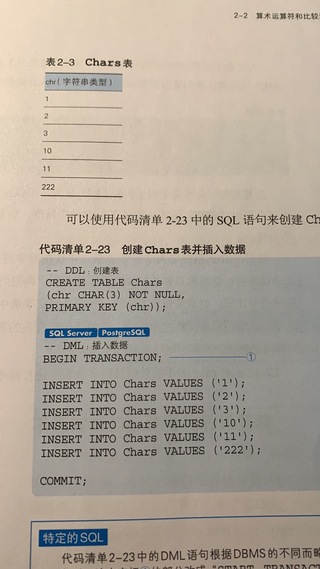 2-2 算术运算符和比较
表2-3 Chars表
chr(字符串类型)
1
2
3
10
11
222
可以使用代码清单 2-23 中的 SQL 语句来创建 Ch
代码清单2-23 创建Chars表并插入数据
-- DDL:创建表
CREATE TABLE Chars
(chr CHAR(3) NOT NULL,
PRIMARY KEY (chr));
SQL Server PostgreSQL
-- DML:插入数据
BEGIN TRANSACTION; ①
INSERT INTO Chars VALUES ('1');
INSERT INTO Chars VALUES ('2');
INSERT INTO Chars VALUES ('3');
INSERT INTO Chars VALUES ('10');
INSERT INTO Chars VALUES ('11');
INSERT INTO Chars VALUES ('222');
COMMIT;
特定的SQL
代码清单2-23中的DML语句根据DBMS的不同而略